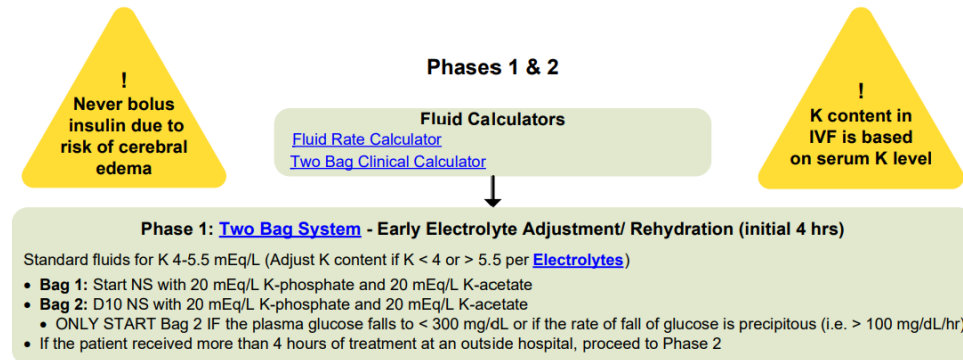 !
Never bolus
insulin due to
risk of cerebral
edema
Phases 1 & 2
!
K content in
IVF is based
on serum K level
Fluid Calculators
Fluid Rate Calculator
Two Bag Clinical Calculator
Phase 1: Two Bag System - Early Electrolyte Adjustment/ Rehydration (initial 4 hrs)
Standard fluids for K 4-5.5 mEq/L (Adjust K content if K < 4 or > 5.5 per Electrolytes)
• Bag 1: Start NS with 20 mEq/L K-phosphate and 20 mEq/L K-acetate
• Bag 2: D10 NS with 20 mEq/L K-phosphate and 20 mEq/L K-acetate
• ONLY START Bag 2 IF the plasma glucose falls to < 300 mg/dL or if the rate of fall of glucose is precipitous (i.e. > 100 mg/dL/hr)
• If the patient received more than 4 hours of treatment at an outside hospital, proceed to Phase 2